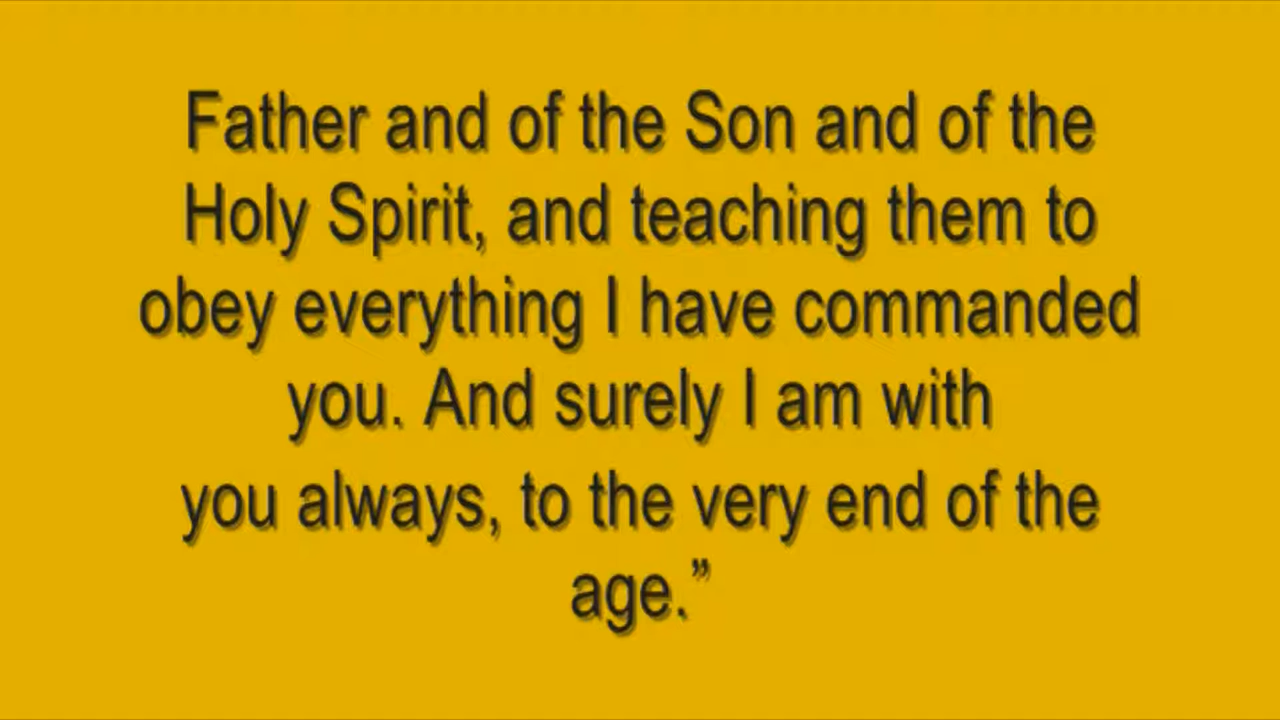 Father and of the Son and of the
Holy Spirit, and teaching them to
obey everything I have commanded
you. And surely I am with
you always, to the very end of the
age.”